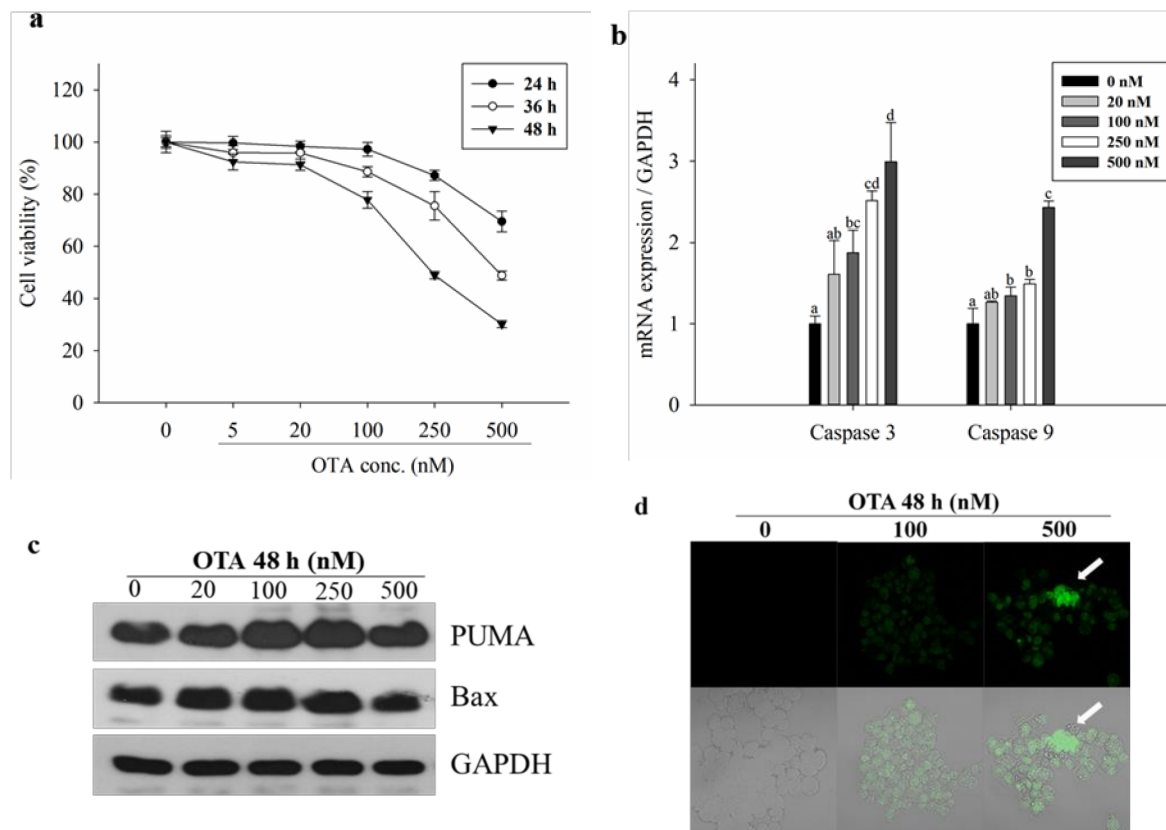 a
120
100
80
60
40
20
0
Cell viability (%)
24 h
36 h
48 h
0 5 20 100 250 500
OTA conc. (nM)
b
4
3
2
1
0
mRNA expression / GAPDH
0 nM
20 nM
100 nM
250 nM
500 nM
a ab bc cd d
a ab b b c
Caspase 3 Caspase 9
c
OTA 48 h (nM)
0 20 100 250 500
PUMA
Bax
GAPDH
d
OTA 48 h (nM)
0 100 500